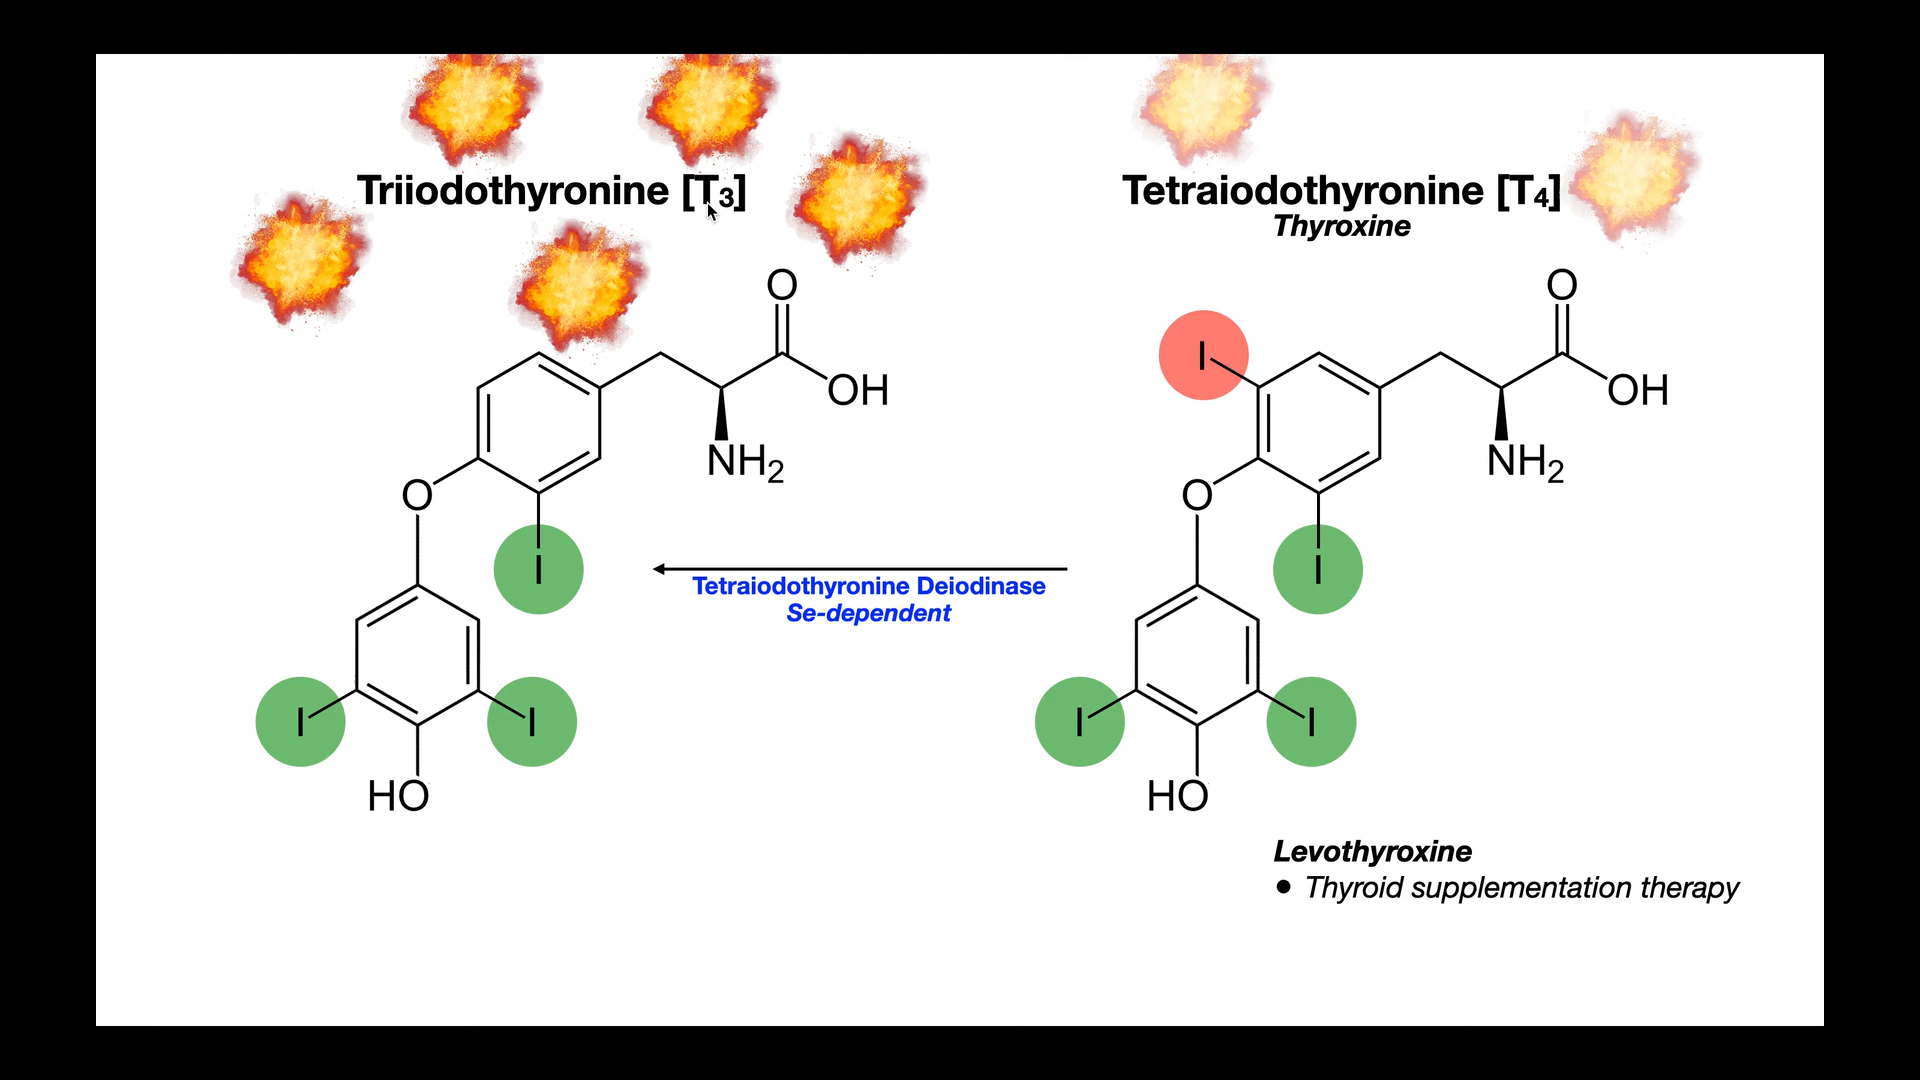 Triiodothyronine [T3]
Tetraiodothyronine [T4]
Thyroxine
O
OH
NH2
O
I
I
I
HO
O
OH
NH2
I
O
I
I
I
HO
Tetraiodothyronine Deiodinase
Se-dependent
Levothyroxine
● Thyroid supplementation therapy